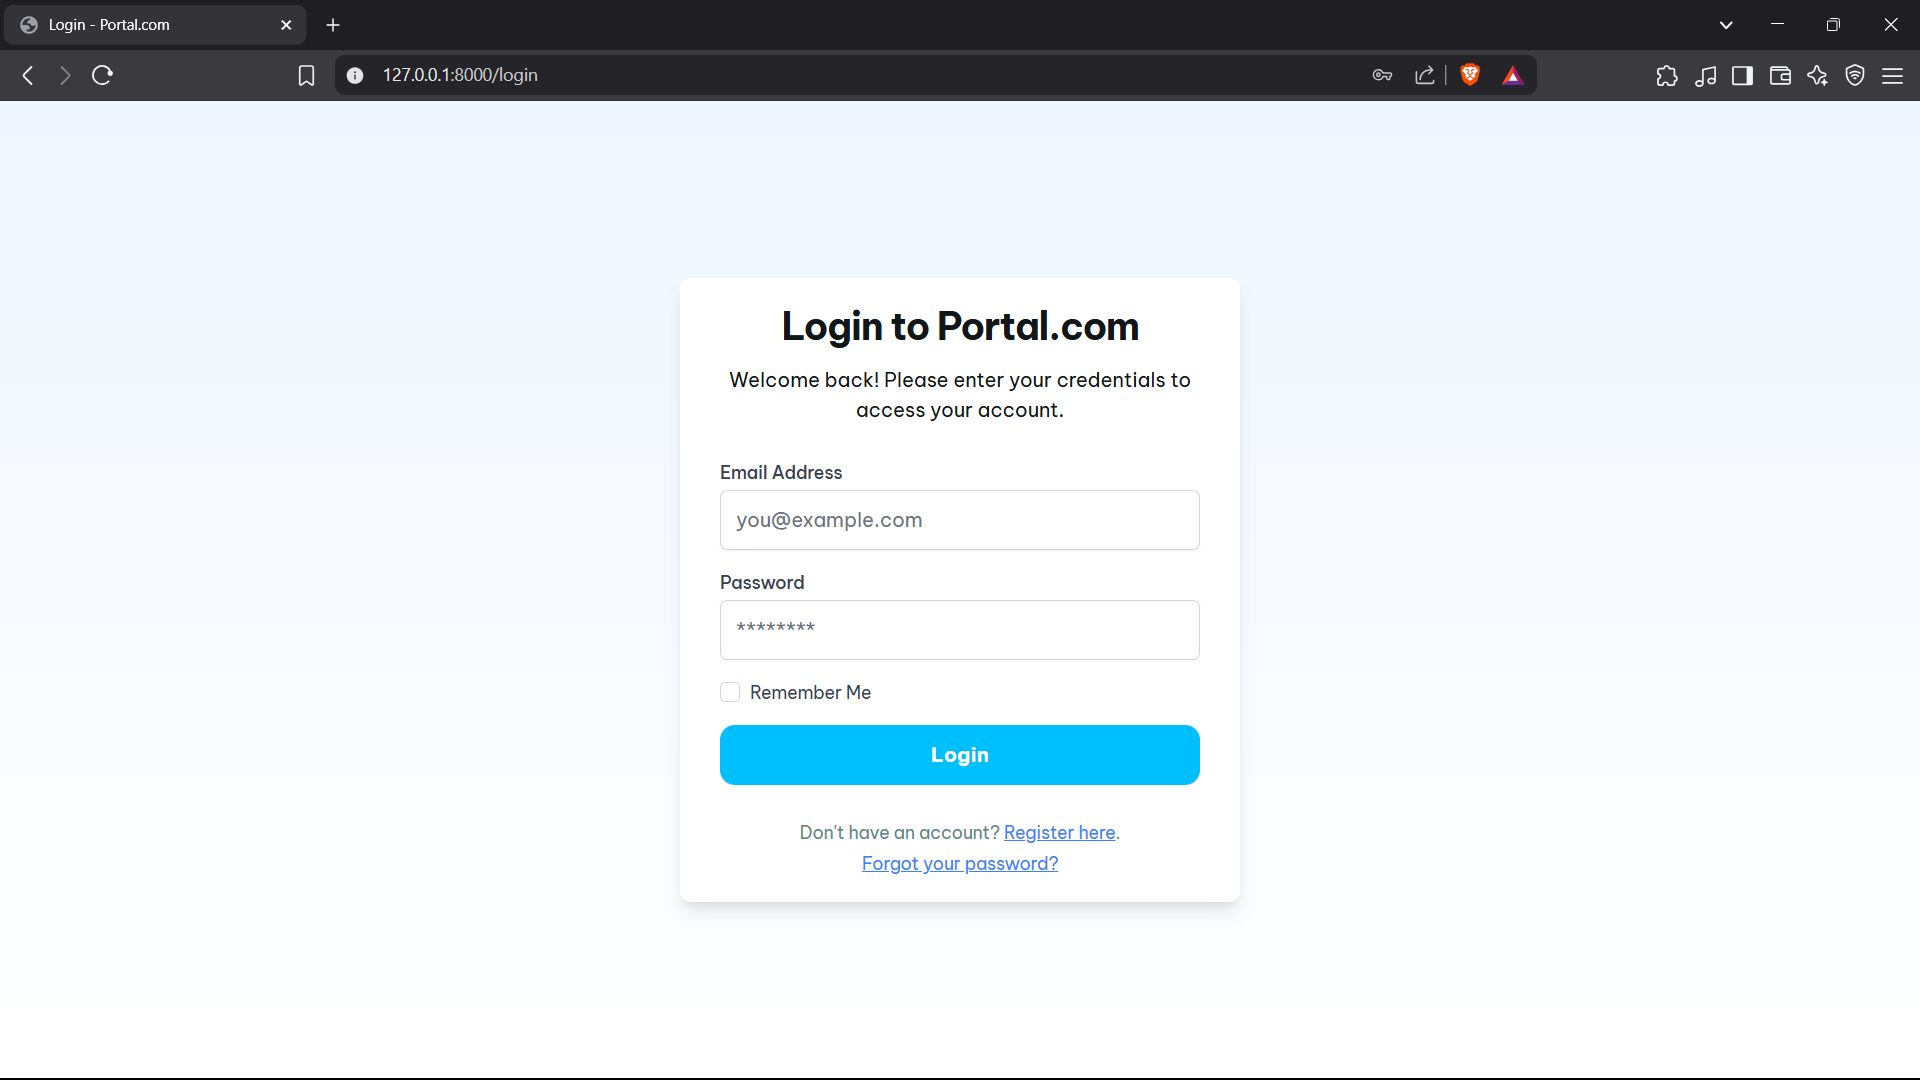 Login - Portal.com
127.0.0.1:8000/login
Login to Portal.com
Welcome back! Please enter your credentials to
access your account.
Email Address
you@example.com
Password
********
Remember Me
Login
Don't have an account? Register here.
Forgot your password?